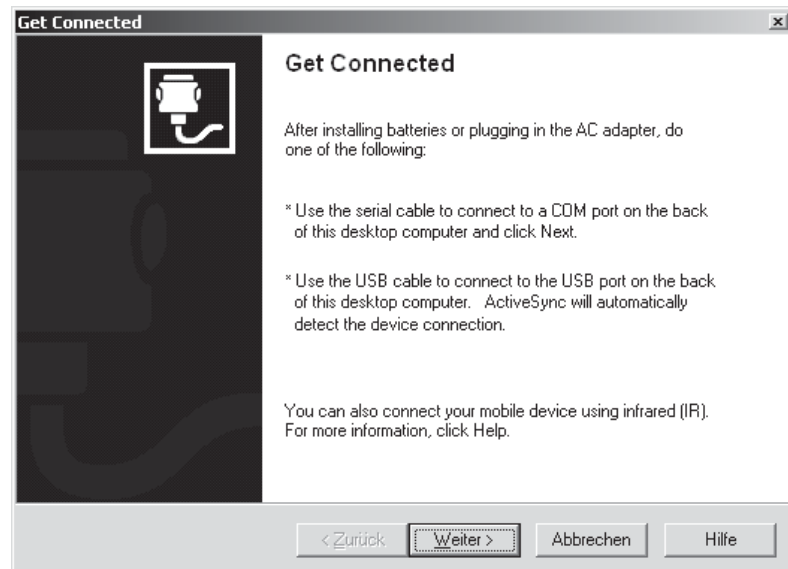 Get Connected
Get Connected
After installing batteries or plugging in the AC adapter, do
one of the following:
* Use the serial cable to connect to a COM port on the back
of this desktop computer and click Next.
* Use the USB cable to connect to the USB port on the back
of this desktop computer. ActiveSync will automatically
detect the device connection.
You can also connect your mobile device using infrared (IR).
For more information, click Help.
< Zurück Weiter > Abbrechen Hilfe